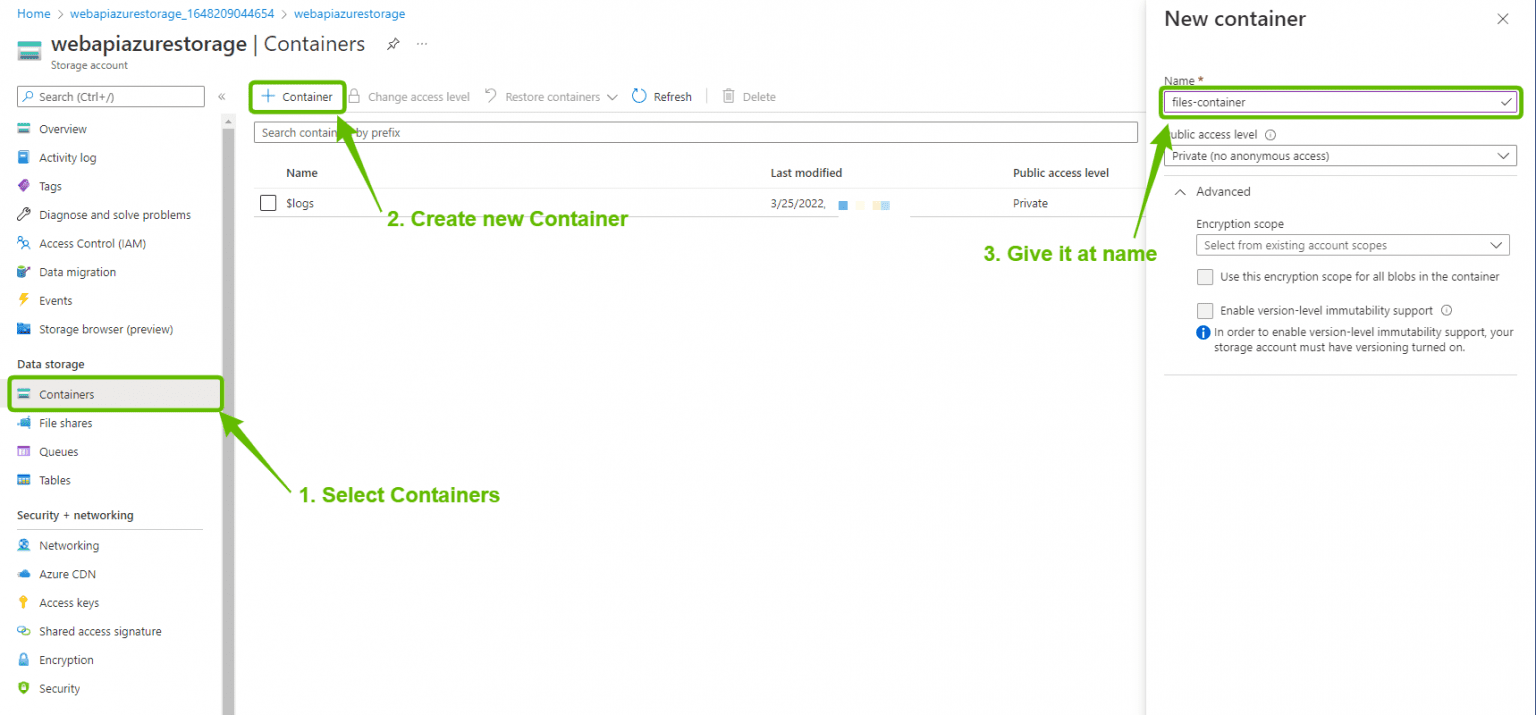 Home > webapiazurestorage_1648209044654 > webapiazurestorage
webapiazurestorage | Containers
Storage account
Search (Ctrl+/)
Overview
Activity log
Tags
Diagnose and solve problems
Access Control (IAM)
Data migration
Events
Storage browser (preview)
Data storage
Containers
File shares
Queues
Tables
Security + networking
Networking
Azure CDN
Access keys
Shared access signature
Encryption
Security
Container Change access level Restore containers Refresh Delete
Search by prefix
Name Last modified Public access level
$logs 3/25/2022, Private
2. Create new Container
1. Select Containers
3. Give it at name
New container
Name *
files-container
access level
Private (no anonymous access)
Advanced
Encryption scope
Select from existing account scopes
Use this encryption scope for all blobs in the container
Enable version-level immutability support
In order to enable version-level immutability support, your
storage account must have versioning turned on.